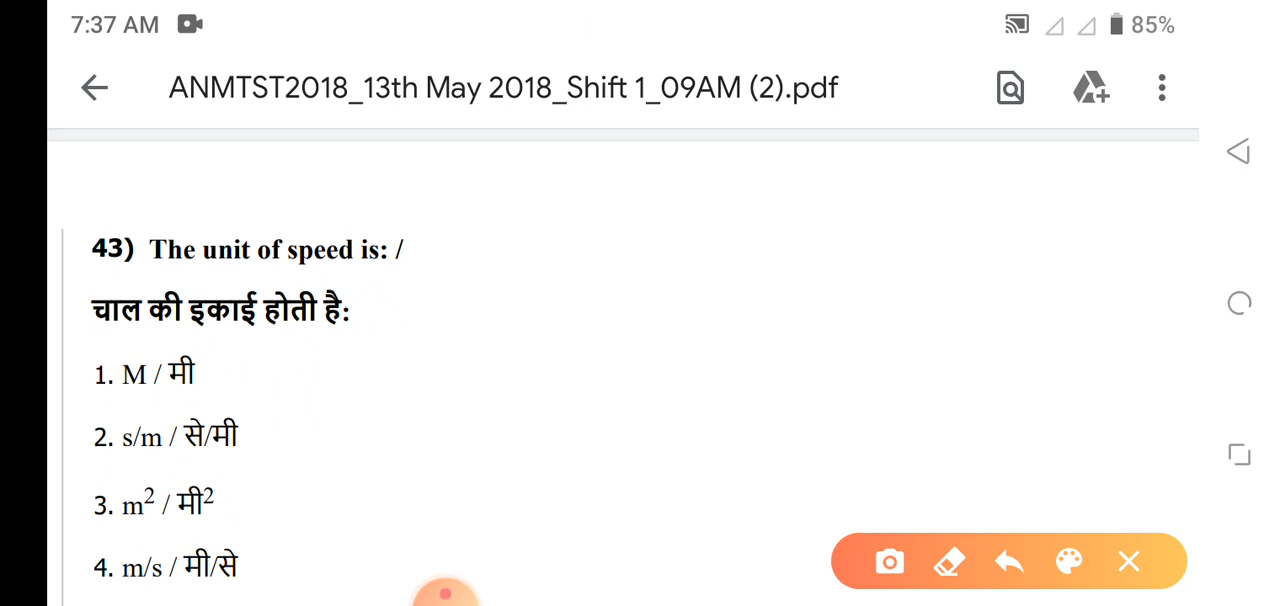 7:37 AM 85%
ANMTST2018_13th May 2018_Shift 1_09AM (2).pdf
43) The unit of speed is: /
चाल की इकाई होती है:
1. M / मी
2. s/m / से/मी
3. m² / मी²
4. m/s / मी/से